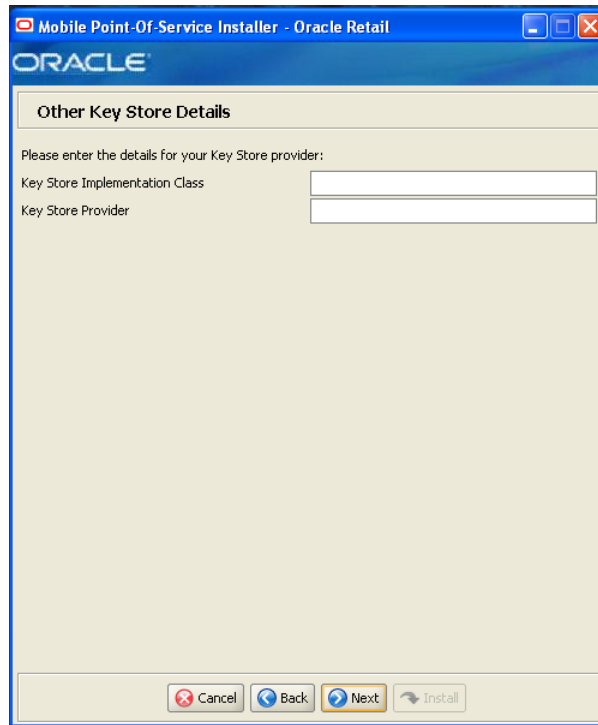 Mobile Point-Of-Service Installer - Oracle Retail
ORACLE
Other Key Store Details
Please enter the details for your Key Store provider:
Key Store Implementation Class
Key Store Provider
Cancel Back Next Install